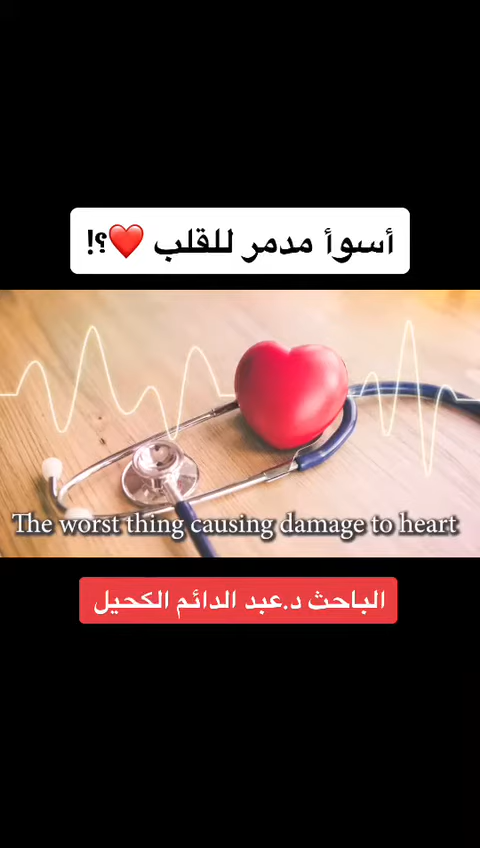 أسوأ مدمر للقلب ❤️؟!
The worst thing causing damage to heart
الباحث د.عبد الدائم الكحيل